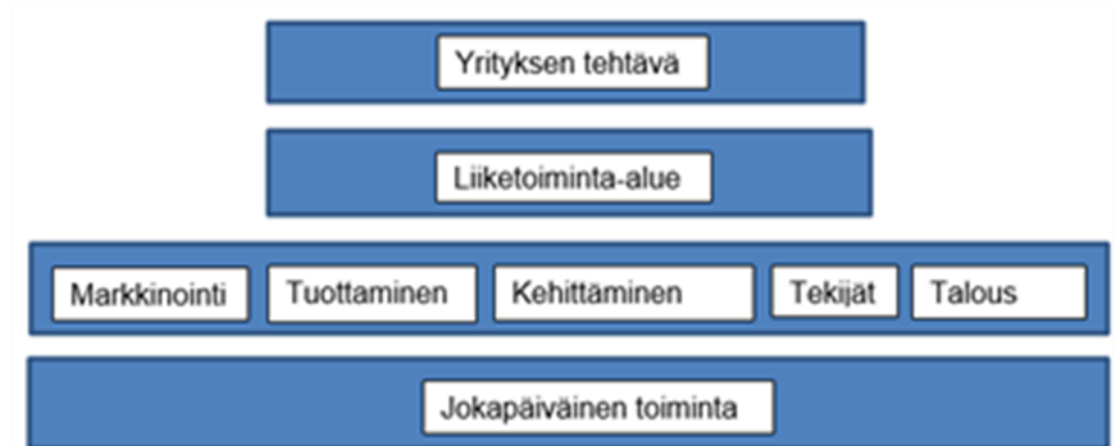 Yrityksen tehtävä
Liiketoiminta-alue
Markkinointi Tuottaminen Kehittäminen Tekijät Talous
Jokapäiväinen toiminta